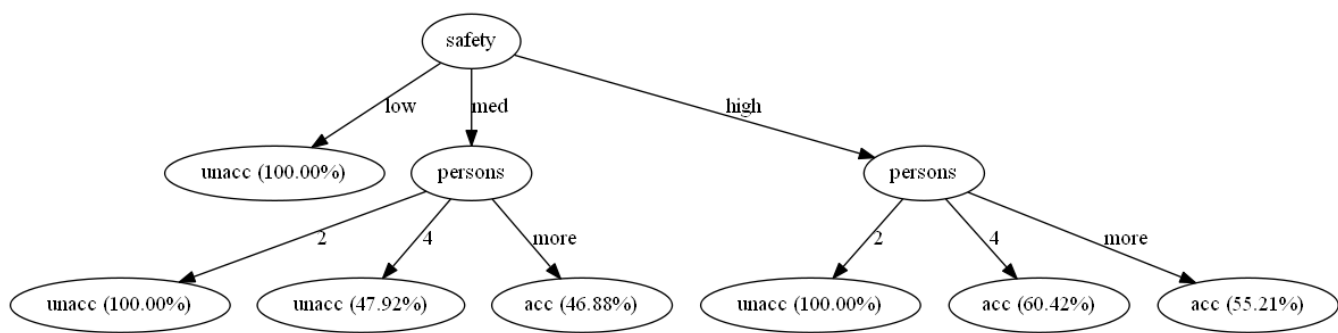 safety
low
med
high
unacc (100.00%)
persons
persons
2
4
more
2
4
more
unacc (100.00%)
unacc (47.92%)
acc (46.88%)
unacc (100.00%)
acc (60.42%)
acc (55.21%)